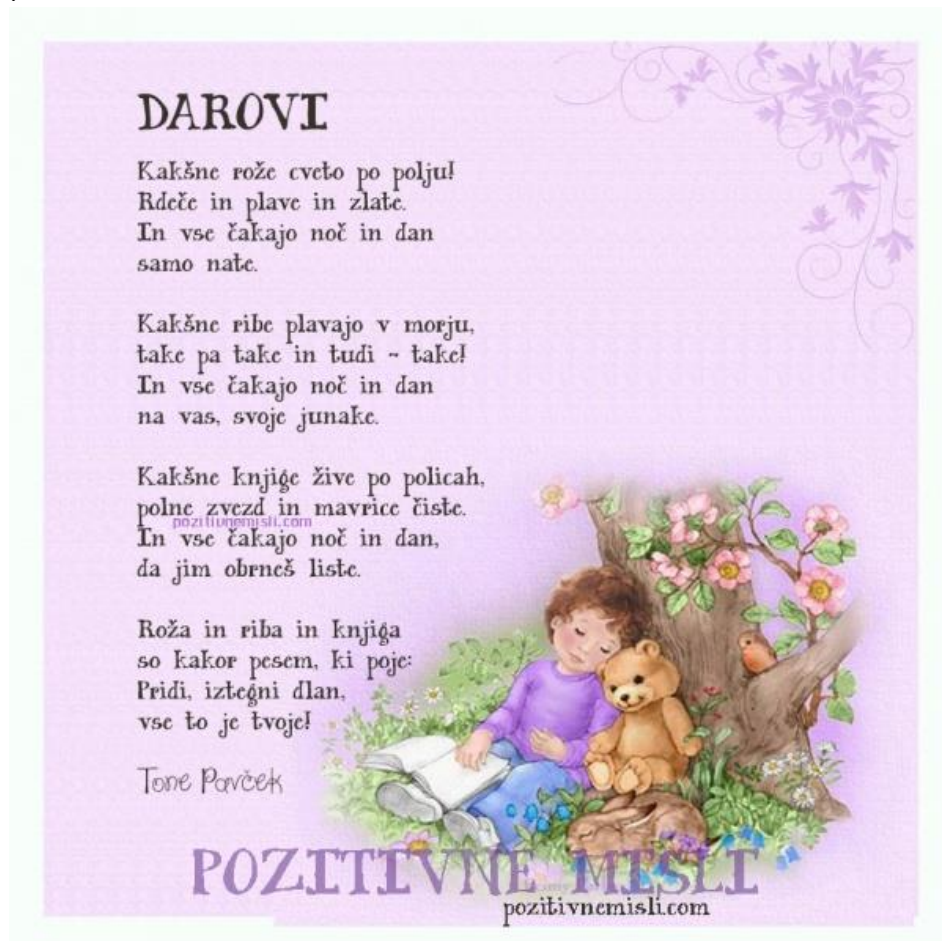 DAROVI
Kakšne rože cveto po polju!
Rdeče in plave in zlate.
In vse čakajo noč in dan
samo nate.
Kakšne ribe plavajo v morju,
take pa take in tudi - take!
In vse čakajo noč in dan
na vas, svoje junake.
Kakšne knjige žive po policah,
polne zvezd in mavrice čiste.
pozitivnemisli.com
In vse čakajo noč in dan,
da jim obrneš liste.
Roža in riba in knjiga
so kakor pesem, ki poje:
Pridi, iztegni dlan,
vse to je tvoje!
Tone Pavček
POZITIVNE MISLI
pozitivnemisli.com